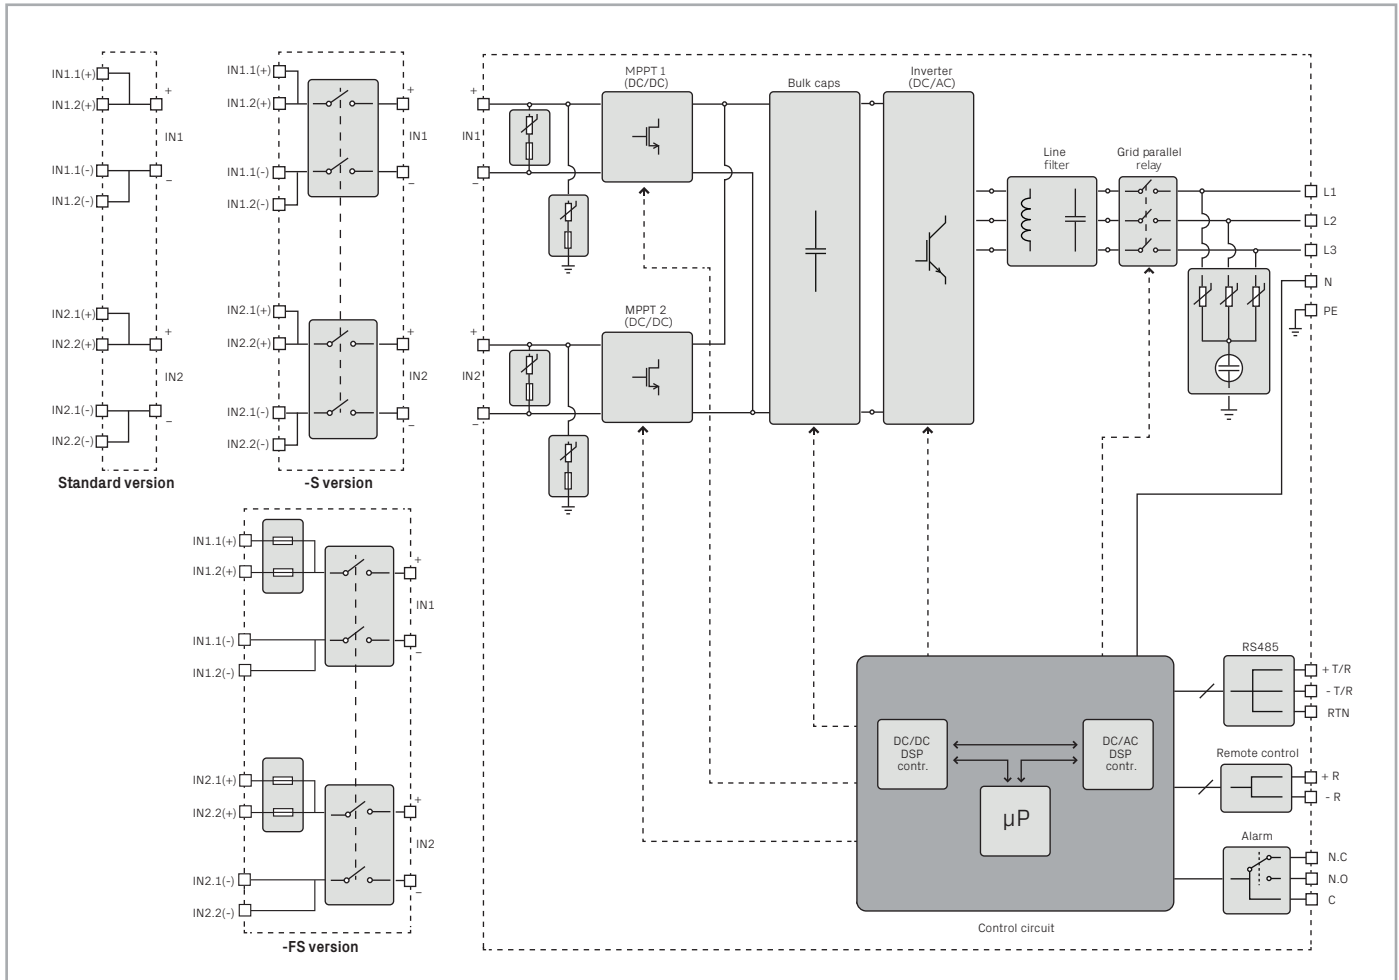 IN1.1(+)
IN1.2(+)
+
IN1
IN1.1(-)
−
IN1.2(-)
IN2.1(+)
+
IN2.2(+)
IN2
IN2.1(-)
−
IN2.2(-)
Standard version
IN1.1(+)
+
IN1.2(+)
IN1
IN1.1(-)
−
IN1.2(-)
IN2.1(+)
+
IN2.2(+)
IN2
IN2.1(-)
−
IN2.2(-)
-S version
IN1.1(+)
+
IN1.2(+)
IN1
IN1.1(-)
−
IN1.2(-)
IN2.1(+)
+
IN2.2(+)
IN2
IN2.1(-)
−
IN2.2(-)
-FS version
+
IN1
−
+
IN2
−
MPPT 1
(DC/DC)
MPPT 2
(DC/DC)
Bulk caps
Inverter
(DC/AC)
Line
filter
Grid parallel
relay
L1
L2
L3
N
PE
DC/DC
DSP
contr.
DC/AC
DSP
contr.
µP
Control circuit
RS485
+ T/R
- T/R
RTN
Remote control
+ R
- R
Alarm
N.C
N.O
C